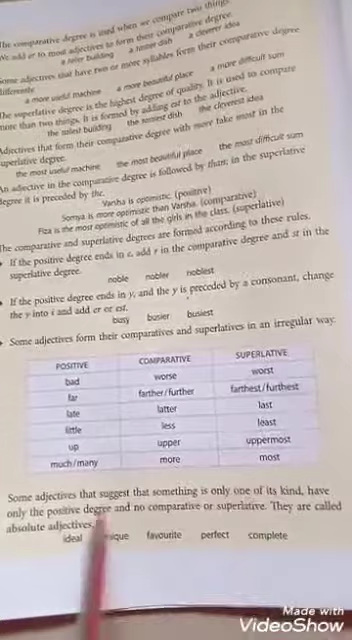 The comparative degree is used when we compare two things.
We add er to most adjectives to form their comparative degree.
a taller building a tastier dish a cleverer idea
Some adjectives that have two or more syllables form their comparative degree
differently.
a more useful machine a more beautiful place a more difficult sum
The superlative degree is the highest degree of quality. It is used to compare
more than two things. It is formed by adding est to the adjective.
the tallest building the tastiest dish the cleverest idea
Adjectives that form their comparative degree with more take most in the
superlative degree.
the most useful machine the most beautiful place the most difficult sum
An adjective in the comparative degree is followed by than; in the superlative
degree it is preceded by the.
Varsha is optimistic. (positive)
Somya is more optimistic than Varsha. (comparative)
Fiza is the most optimistic of all the girls in the class. (superlative)
The comparative and superlative degrees are formed according to these rules.
• If the positive degree ends in e, add r in the comparative degree and st in the
superlative degree.
noble nobler noblest
• If the positive degree ends in y, and the y is preceded by a consonant, change
the y into i and add er or est.
busy busier busiest
• Some adjectives form their comparatives and superlatives in an irregular way.
POSITIVE COMPARATIVE SUPERLATIVE
bad worse worst
far farther/further farthest/furthest
late latter last
little less least
up upper uppermost
much/many more most
Some adjectives that suggest that something is only one of its kind, have
only the positive degree and no comparative or superlative. They are called
absolute adjectives.
ideal favourite perfect complete
Made with
VideoShow